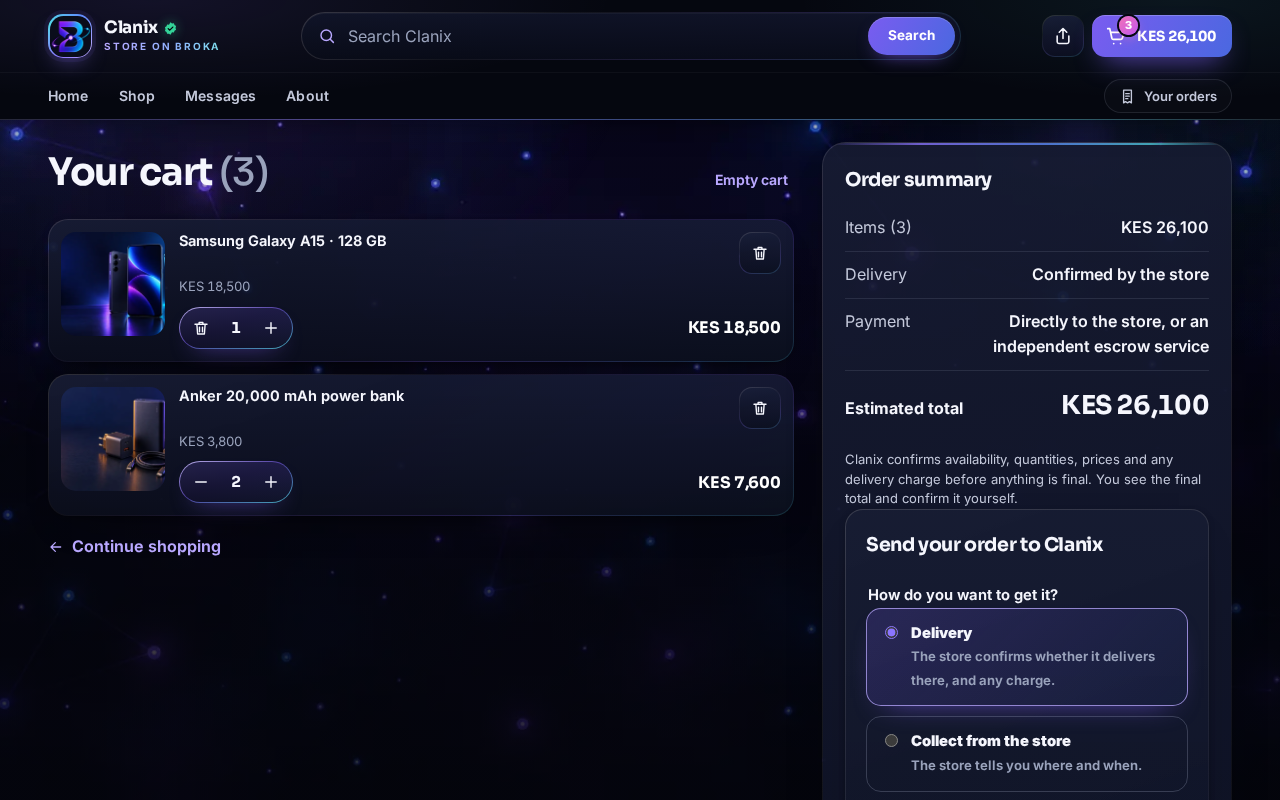 Clanix
STORE ON BROKA
Search Clanix
Search
3
KES 26,100
Home
Shop
Messages
About
Your orders
Your cart (3)
Empty cart
Samsung Galaxy A15 · 128 GB
KES 18,500
1
KES 18,500
Anker 20,000 mAh power bank
KES 3,800
2
KES 7,600
Continue shopping
Order summary
Items (3)
KES 26,100
Delivery
Confirmed by the store
Payment
Directly to the store, or an
independent escrow service
Estimated total
KES 26,100
Clanix confirms availability, quantities, prices and any
delivery charge before anything is final. You see the final
total and confirm it yourself.
Send your order to Clanix
How do you want to get it?
Delivery
The store confirms whether it delivers
there, and any charge.
Collect from the store
The store tells you where and when.